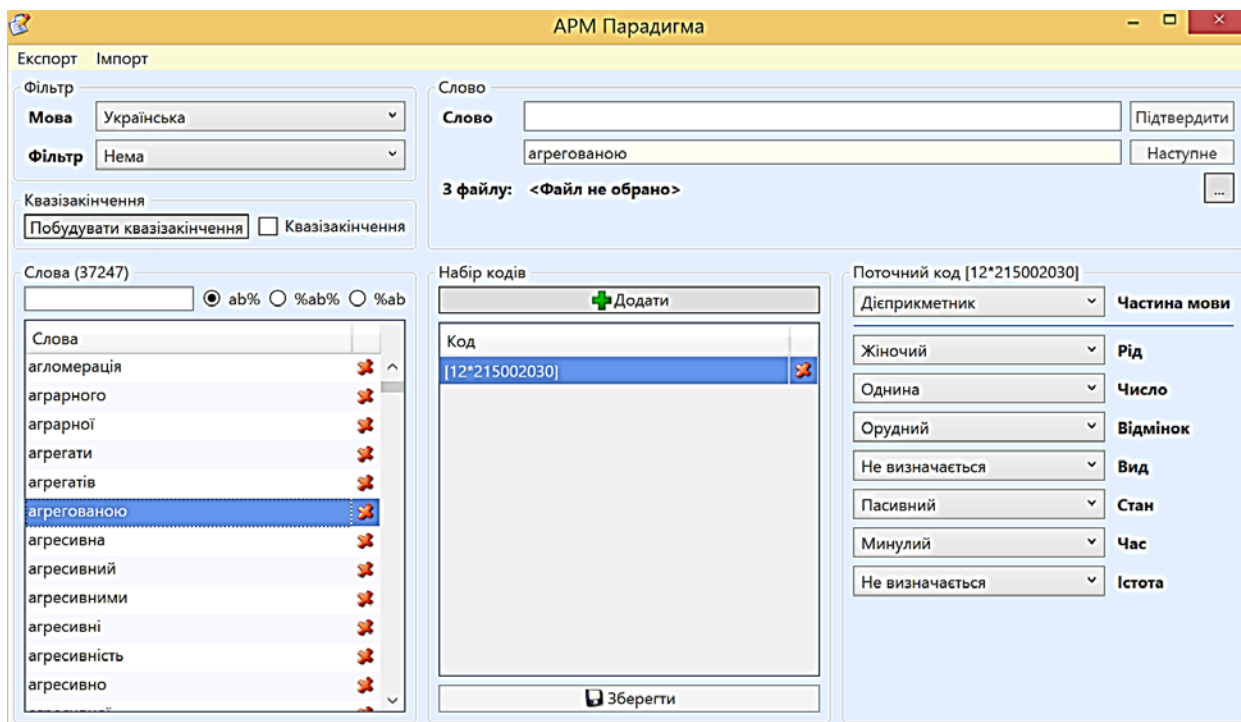 АРМ Парадигма
Експорт Імпорт
Фільтр
Мова Українська
Фільтр Нема
Квазізакінчення
Побудувати квазізакінчення Квазізакінчення
Слово
Слово Підтвердити
агрегованою Наступне
З файлу: <Файл не обрано> ...
Слова (37247)
ab% %ab% %ab
Слова
агломерація
аграрного
аграрної
агрегати
агрегатів
агрегованою
агресивна
агресивний
агресивними
агресивні
агресивність
агресивно
Набір кодів
Додати
Код
[12*215002030]
Зберегти
Поточний код [12*215002030]
Дієприкметник Частина мови
Жіночий Рід
Однина Число
Орудний Відмінок
Не визначається Вид
Пасивний Стан
Минулий Час
Не визначається Істота